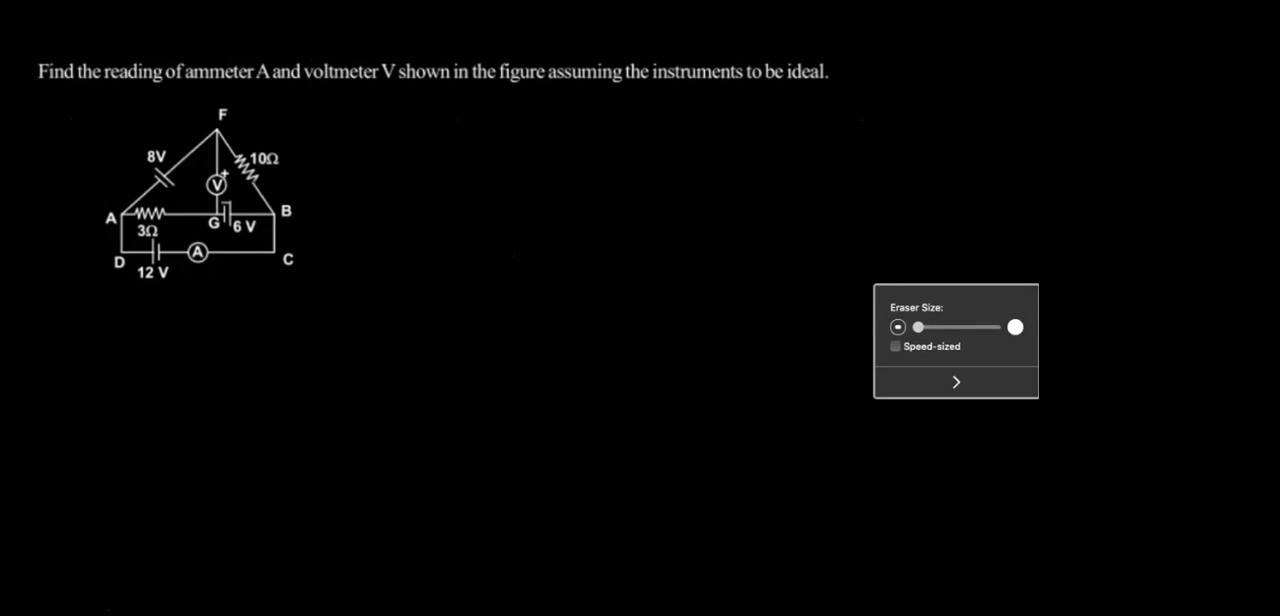 Find the reading of ammeter A and voltmeter V shown in the figure assuming the instruments to be ideal.
F
8V
10Ω
+
V
A
B
3Ω
G
6 V
A
D
C
12 V
Eraser Size:
Speed-sized